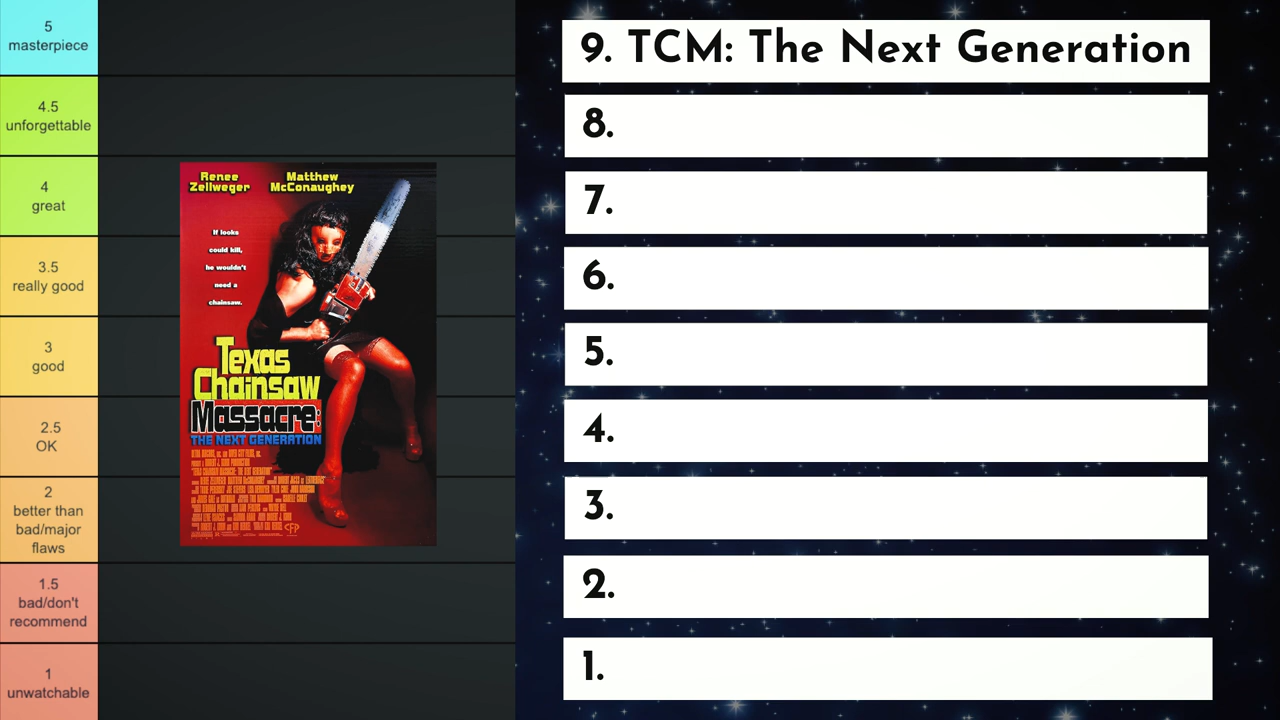 5
masterpiece
4.5
unforgettable
4
great
3.5
really good
3
good
2.5
OK
2
better than
bad/major
flaws
1.5
bad/don't
recommend
1
unwatchable
Renee Matthew
Zellweger McConaughey
If looks
could kill,
he wouldn't
need a
chainsaw.
Texas
Chainsaw
Massacre:
THE NEXT GENERATION
CFP
9. TCM: The Next Generation
8.
7.
6.
5.
4.
3.
2.
1.